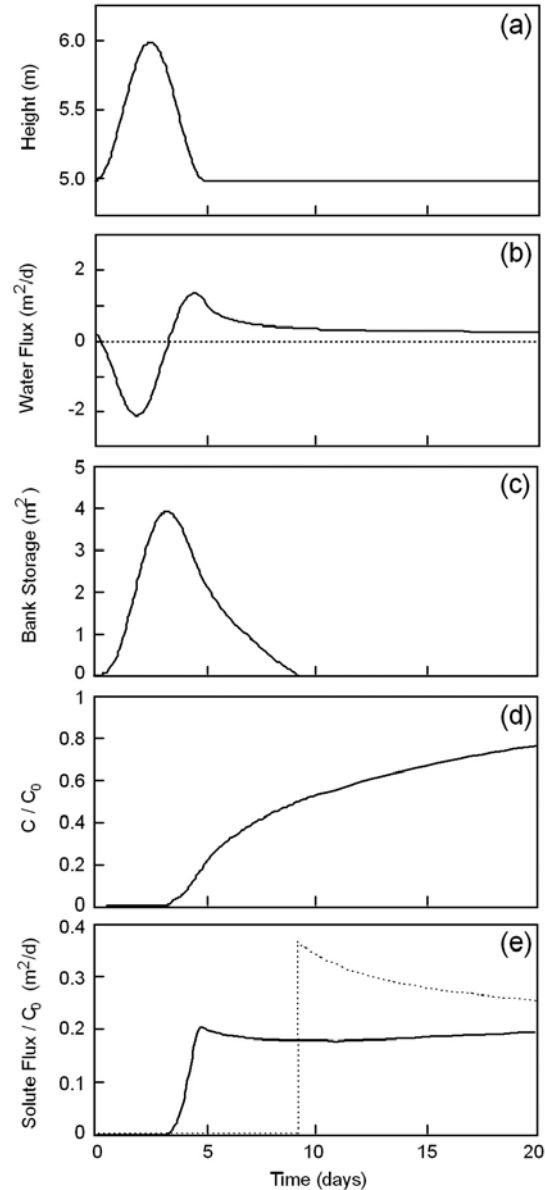 (a)
6.0
5.5
5.0
Height (m)
(b)
2
0
-2
Water Flux (m²/d)
(c)
5
4
3
2
1
0
Bank Storage (m²)
(d)
1
0.8
0.6
0.4
0.2
0
C / C₀
(e)
0.4
0.3
0.2
0.1
0
Solute Flux / C₀ (m²/d)
0 5 10 15 20
Time (days)